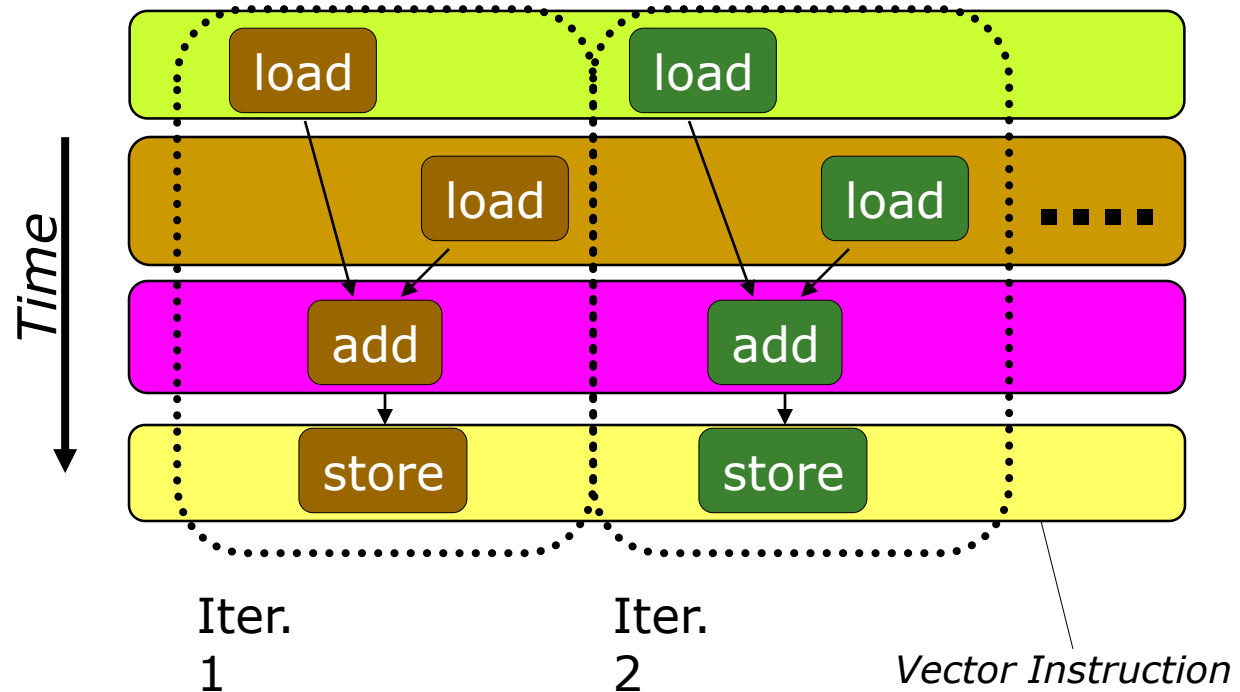 load
load
load
load
Time
add
add
store
store
Iter.
1
Iter.
2
Vector Instruction